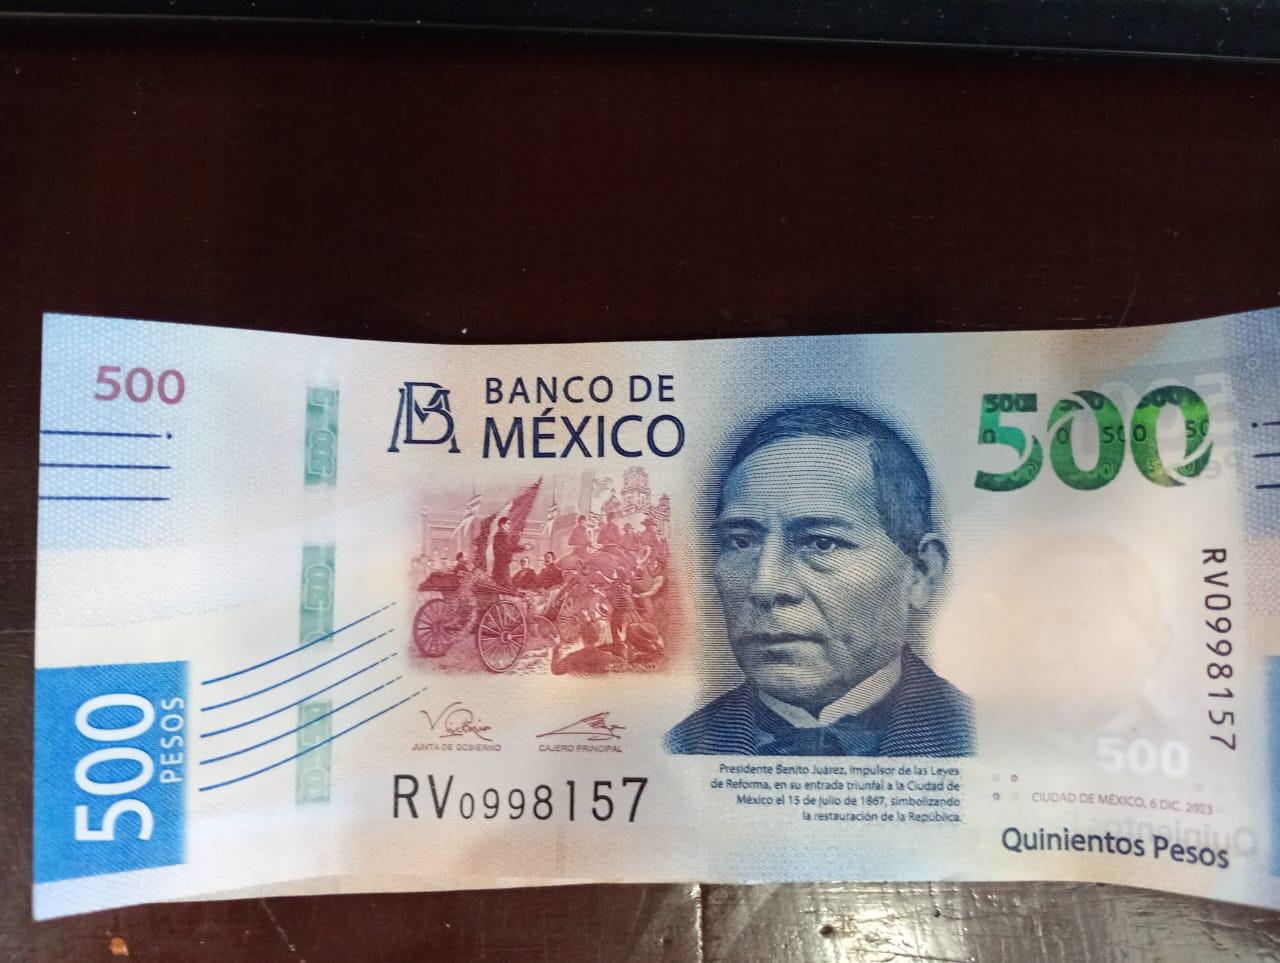 500
BANCO DE
MÉXICO
500
500
PESOS
JUNTA DE GOBIERNO
CAJERO PRINCIPAL
RV0998157
Presidente Benito Juárez, impulsor de las Leyes
de Reforma, en su entrada triunfal a la Ciudad de
México el 15 de julio de 1867, simbolizando
la restauración de la República.
RV0998157
500
CIUDAD DE MÉXICO, 6 DIC. 2023
Quinientos Pesos